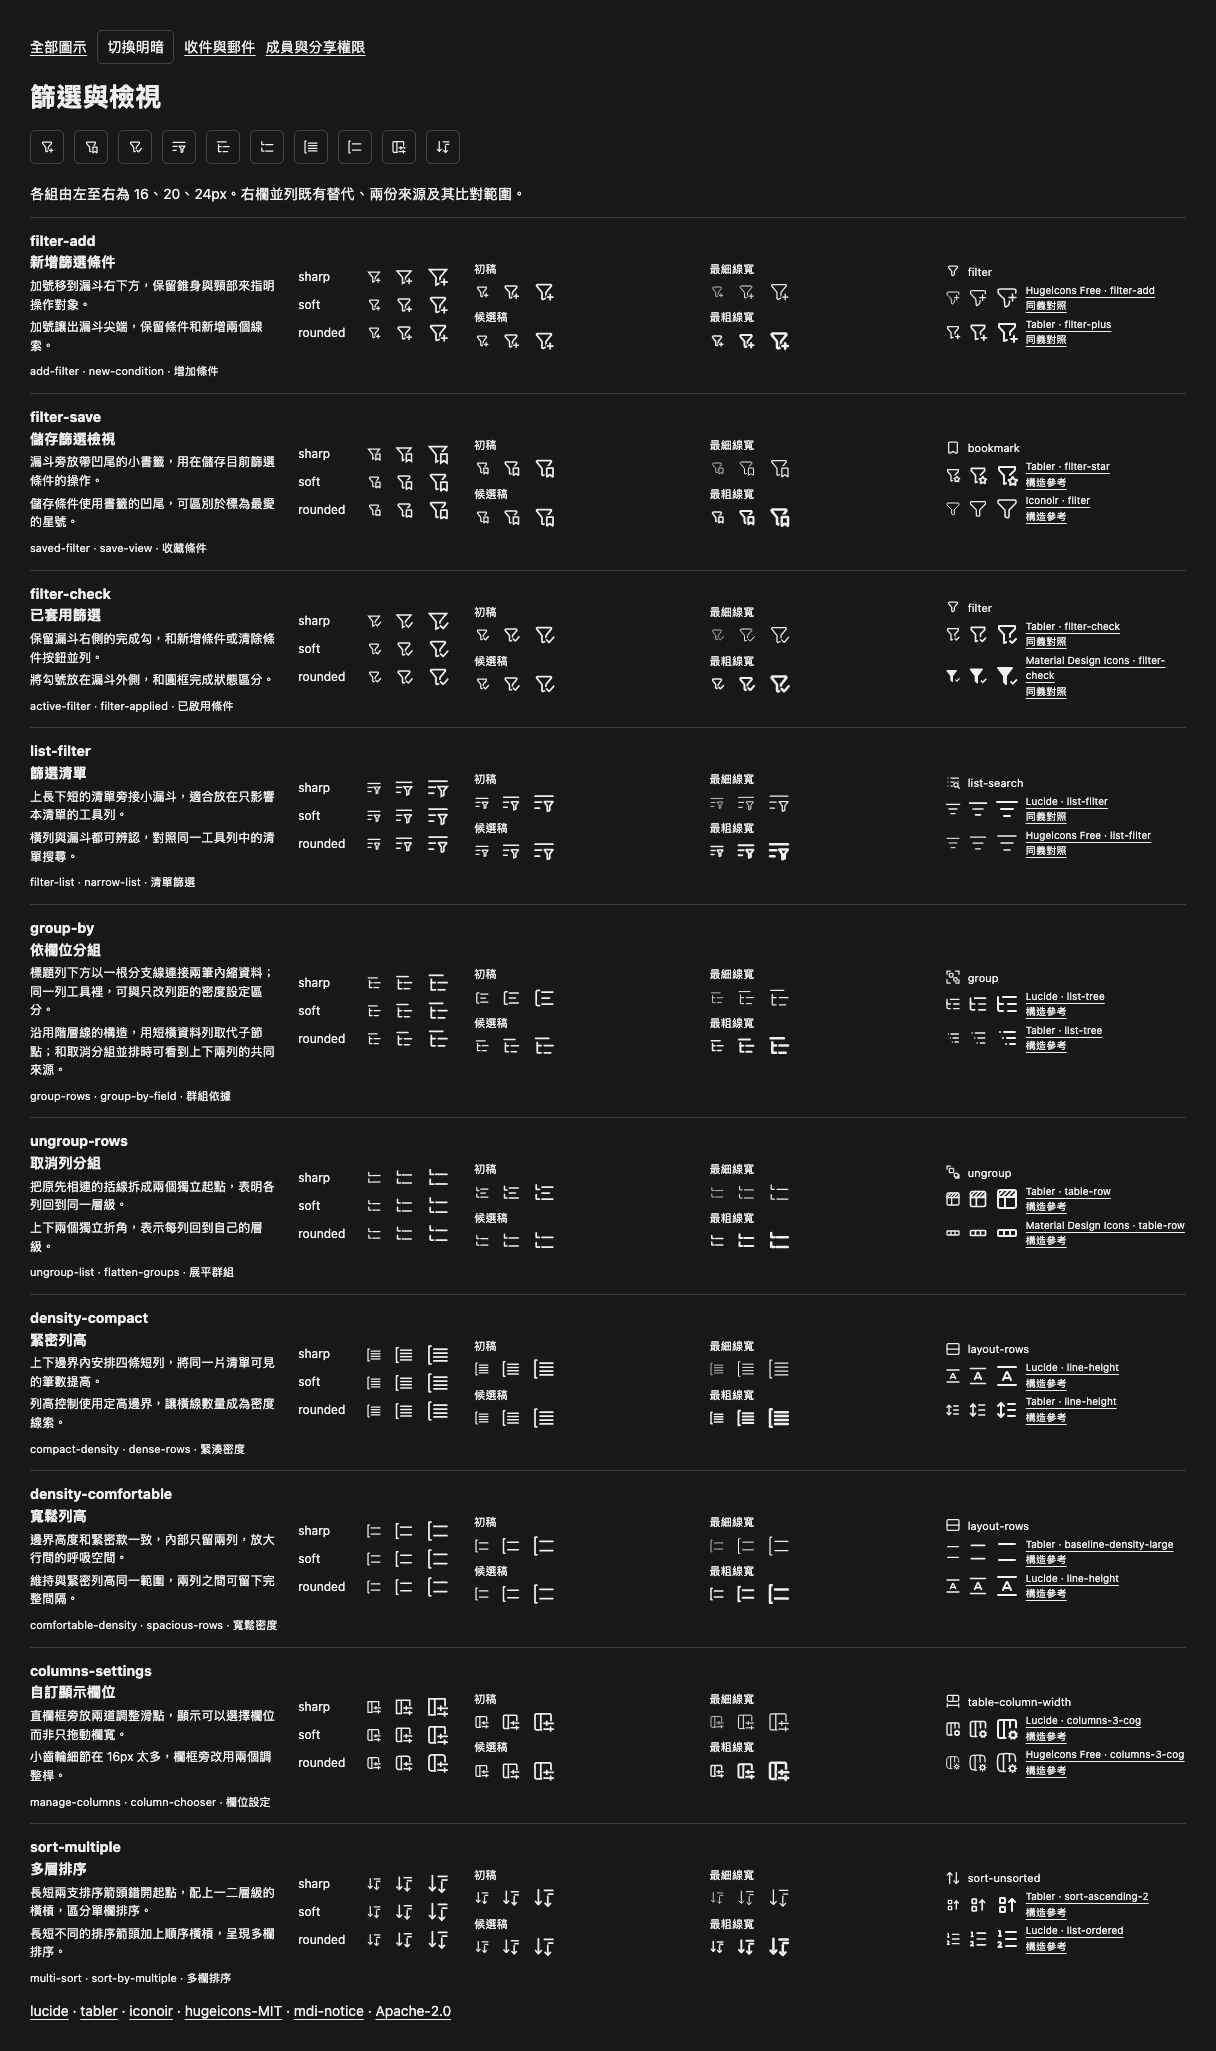 全部圖示 切換明暗 收件與郵件 成員與分享權限
篩選與檢視
各組由左至右為 16、20、24px。右欄並列既有替代、兩份來源及其比對範圍。
filter-add
新增篩選條件
加號移到漏斗右下方，保留錐身與頸部來指明
操作對象。
加號讓出漏斗尖端，保留條件和新增兩個線
索。
add-filter · new-condition · 增加條件
sharp
soft
rounded
初稿
候選稿
最細線寬
最粗線寬
filter
Hugeicons Free · filter-add
同義對照
Tabler · filter-plus
同義對照
filter-save
儲存篩選檢視
漏斗旁放帶凹尾的小書籤，用在儲存目前篩選
條件的操作。
儲存條件使用書籤的凹尾，可區別於標為最愛
的星號。
saved-filter · save-view · 收藏條件
sharp
soft
rounded
初稿
候選稿
最細線寬
最粗線寬
bookmark
Tabler · filter-star
構造參考
Iconoir · filter
構造參考
filter-check
已套用篩選
保留漏斗右側的完成勾，和新增條件或清除條
件按鈕並列。
將勾號放在漏斗外側，和圓框完成狀態區分。
active-filter · filter-applied · 已啟用條件
sharp
soft
rounded
初稿
候選稿
最細線寬
最粗線寬
filter
Tabler · filter-check
同義對照
Material Design Icons · filter-
check
同義對照
list-filter
篩選清單
上長下短的清單旁接小漏斗，適合放在只影響
本清單的工具列。
橫列與漏斗都可辨認，對照同一工具列中的清
單搜尋。
filter-list · narrow-list · 清單篩選
sharp
soft
rounded
初稿
候選稿
最細線寬
最粗線寬
list-search
Lucide · list-filter
同義對照
Hugeicons Free · list-filter
同義對照
group-by
依欄位分組
標題列下方以一根分支線連接兩筆內縮資料；
同一列工具裡，可與只改列距的密度設定區
分。
沿用階層線的構造，用短橫資料列取代子節
點；和取消分組並排時可看到上下兩列的共同
來源。
group-rows · group-by-field · 群組依據
sharp
soft
rounded
初稿
候選稿
最細線寬
最粗線寬
group
Lucide · list-tree
構造參考
Tabler · list-tree
構造參考
ungroup-rows
取消列分組
把原先相連的括線拆成兩個獨立起點，表明各
列回到同一層級。
上下兩個獨立折角，表示每列回到自己的層
級。
ungroup-list · flatten-groups · 展平群組
sharp
soft
rounded
初稿
候選稿
最細線寬
最粗線寬
ungroup
Tabler · table-row
構造參考
Material Design Icons · table-row
構造參考
density-compact
緊密列高
上下邊界內安排四條短列，將同一片清單可見
的筆數提高。
列高控制使用定高邊界，讓橫線數量成為密度
線索。
compact-density · dense-rows · 緊湊密度
sharp
soft
rounded
初稿
候選稿
最細線寬
最粗線寬
layout-rows
Lucide · line-height
構造參考
Tabler · line-height
構造參考
density-comfortable
寬鬆列高
邊界高度和緊密款一致，內部只留兩列，放大
行間的呼吸空間。
維持與緊密列高同一範圍，兩列之間可留下完
整間隔。
comfortable-density · spacious-rows · 寬鬆密度
sharp
soft
rounded
初稿
候選稿
最細線寬
最粗線寬
layout-rows
Tabler · baseline-density-large
構造參考
Lucide · line-height
構造參考
columns-settings
自訂顯示欄位
直欄框旁放兩道調整滑點，顯示可以選擇欄位
而非只拖動欄寬。
小齒輪細節在 16px 太多，欄框旁改用兩個調
整桿。
manage-columns · column-chooser · 欄位設定
sharp
soft
rounded
初稿
候選稿
最細線寬
最粗線寬
table-column-width
Lucide · columns-3-cog
構造參考
Hugeicons Free · columns-3-cog
構造參考
sort-multiple
多層排序
長短兩支排序箭頭錯開起點，配上一二層級的
橫槓，區分單欄排序。
長短不同的排序箭頭加上順序橫槓，呈現多欄
排序。
multi-sort · sort-by-multiple · 多欄排序
sharp
soft
rounded
初稿
候選稿
最細線寬
最粗線寬
sort-unsorted
Tabler · sort-ascending-2
構造參考
Lucide · list-ordered
構造參考
lucide · tabler · iconoir · hugeicons-MIT · mdi-notice · Apache-2.0